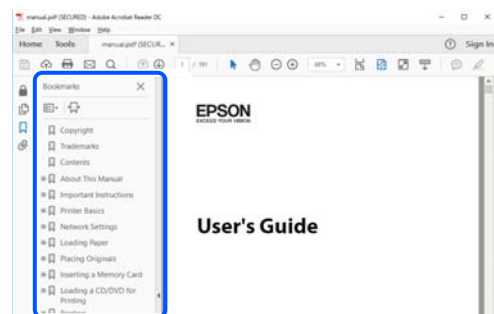 manual.pdf (SECURED) - Adobe Acrobat Reader DC
File Edit View Window Help
Home Tools manual.pdf (SECUR... × Sign In
1 / 191
Bookmarks
EPSON
EXCEED YOUR VISION
Copyright
Trademarks
Contents
About This Manual
Important Instructions
Printer Basics
Network Settings
User's Guide
Loading Paper
Placing Originals
Inserting a Memory Card
Loading a CD/DVD for
Printing